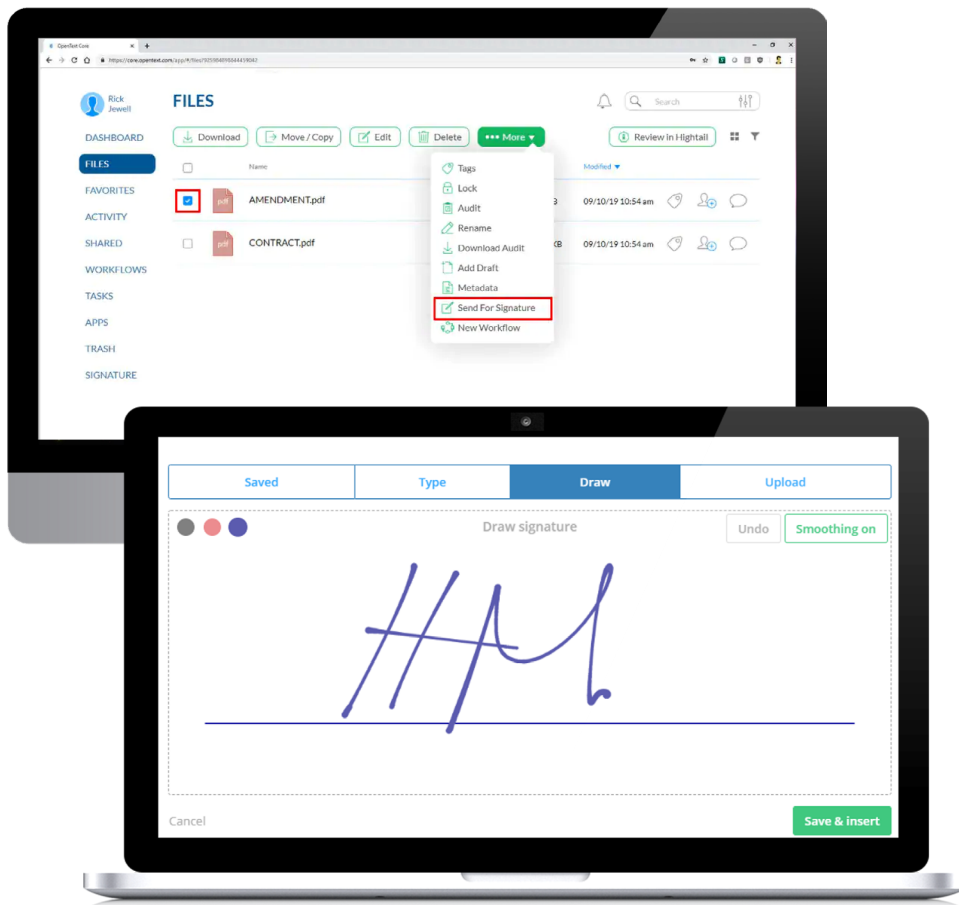 OpenText Core
https://core.opentext.com/app/#/files/
Rick
Jewell
FILES
Search
DASHBOARD
Download
Move / Copy
Edit
Delete
••• More
Review in Hightail
FILES
Name
Modified
FAVORITES
pdf
AMENDMENT.pdf
09/10/19 10:54 am
ACTIVITY
SHARED
pdf
CONTRACT.pdf
KB
09/10/19 10:54 am
WORKFLOWS
TASKS
APPS
TRASH
SIGNATURE
Tags
Lock
Audit
Rename
Download Audit
Add Draft
Metadata
Send For Signature
New Workflow
Saved
Type
Draw
Upload
Draw signature
Undo
Smoothing on
Cancel
Save & insert